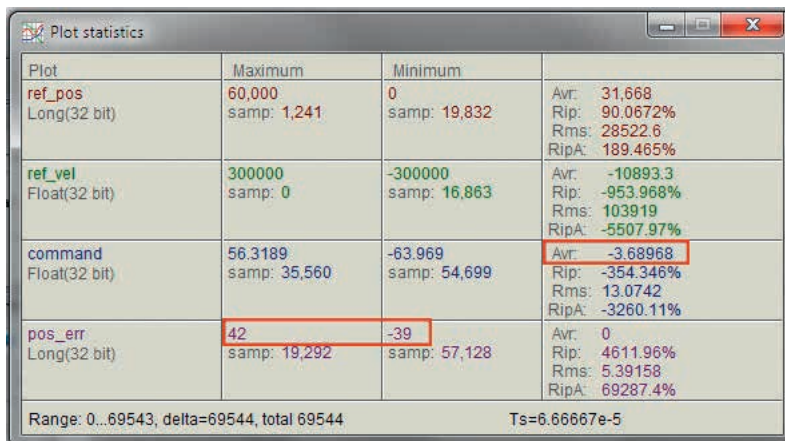 Plot statistics
Plot Maximum Minimum
ref_pos 60,000 0 Avr: 31,668
Long(32 bit) samp: 1,241 samp: 19,832 Rip: 90.0672%
Rms: 28522.6
RipA: 189.465%
ref_vel 300000 -300000 Avr: -10893.3
Float(32 bit) samp: 0 samp: 16,863 Rip: -953.968%
Rms: 103919
RipA: -5507.97%
command 56.3189 -63.969 Avr: -3.68968
Float(32 bit) samp: 35,560 samp: 54,699 Rip: -354.346%
Rms: 13.0742
RipA: -3260.11%
pos_err 42 -39 Avr: 0
Long(32 bit) samp: 19,292 samp: 57,128 Rip: 4611.96%
Rms: 5.39158
RipA: 69287.4%
Range: 0...69543, delta=69544, total 69544 Ts=6.66667e-5